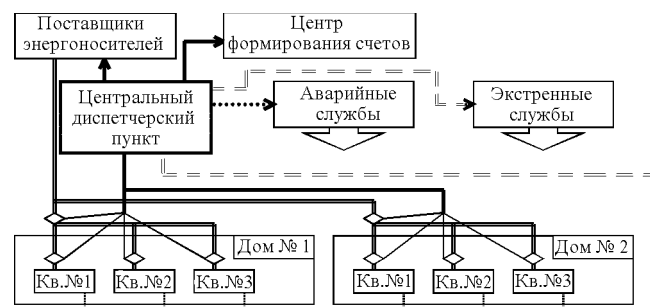 Поставщики
энергоносителей
Центр
формирования счетов
Центральный
диспетчерский
пункт
Аварийные
службы
Экстренные
службы
Дом № 1
Кв.№1
Кв.№2
Кв.№3
Дом № 2
Кв.№1
Кв.№2
Кв.№3